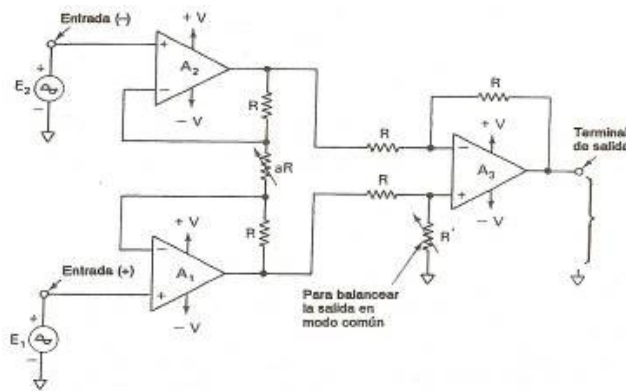 Entrada (–)
+ V
+
A₂
–
– V
+
E₂
–
R
aR
R
+ V
–
A₁
+
– V
Entrada (+)
+
E₁
–
R
R
R
+ V
–
A₃
+
– V
R'
Terminal
de salida
Para balancear
la salida en
modo común